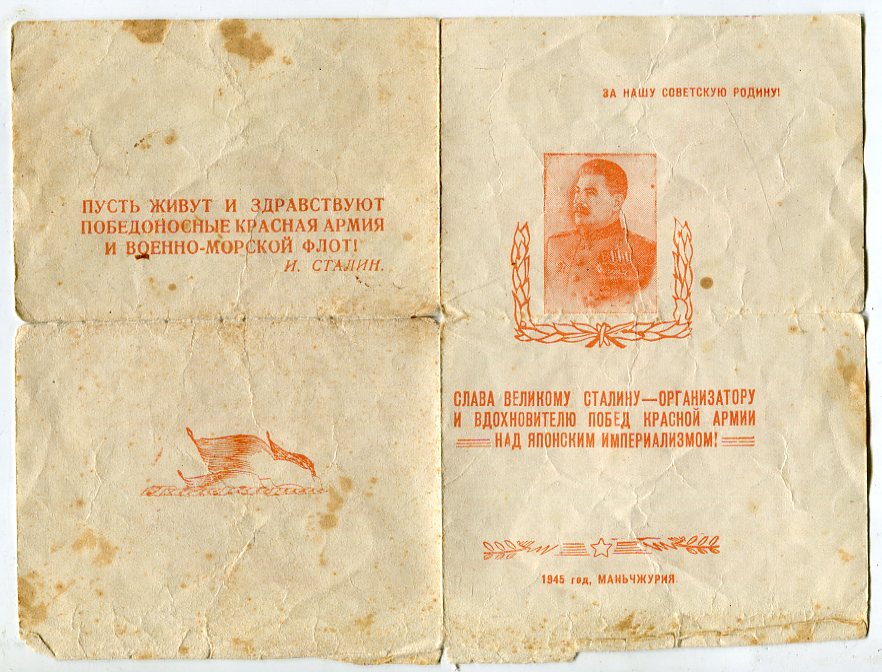 ПУСТЬ ЖИВУТ И ЗДРАВСТВУЮТ
ПОБЕДОНОСНЫЕ КРАСНАЯ АРМИЯ
И ВОЕННО-МОРСКОЙ ФЛОТ!
И. СТАЛИН.
ЗА НАШУ СОВЕТСКУЮ РОДИНУ!
СЛАВА ВЕЛИКОМУ СТАЛИНУ—ОРГАНИЗАТОРУ
И ВДОХНОВИТЕЛЮ ПОБЕД КРАСНОЙ АРМИИ
НАД ЯПОНСКИМ ИМПЕРИАЛИЗМОМ!
1945 год, МАНЬЧЖУРИЯ